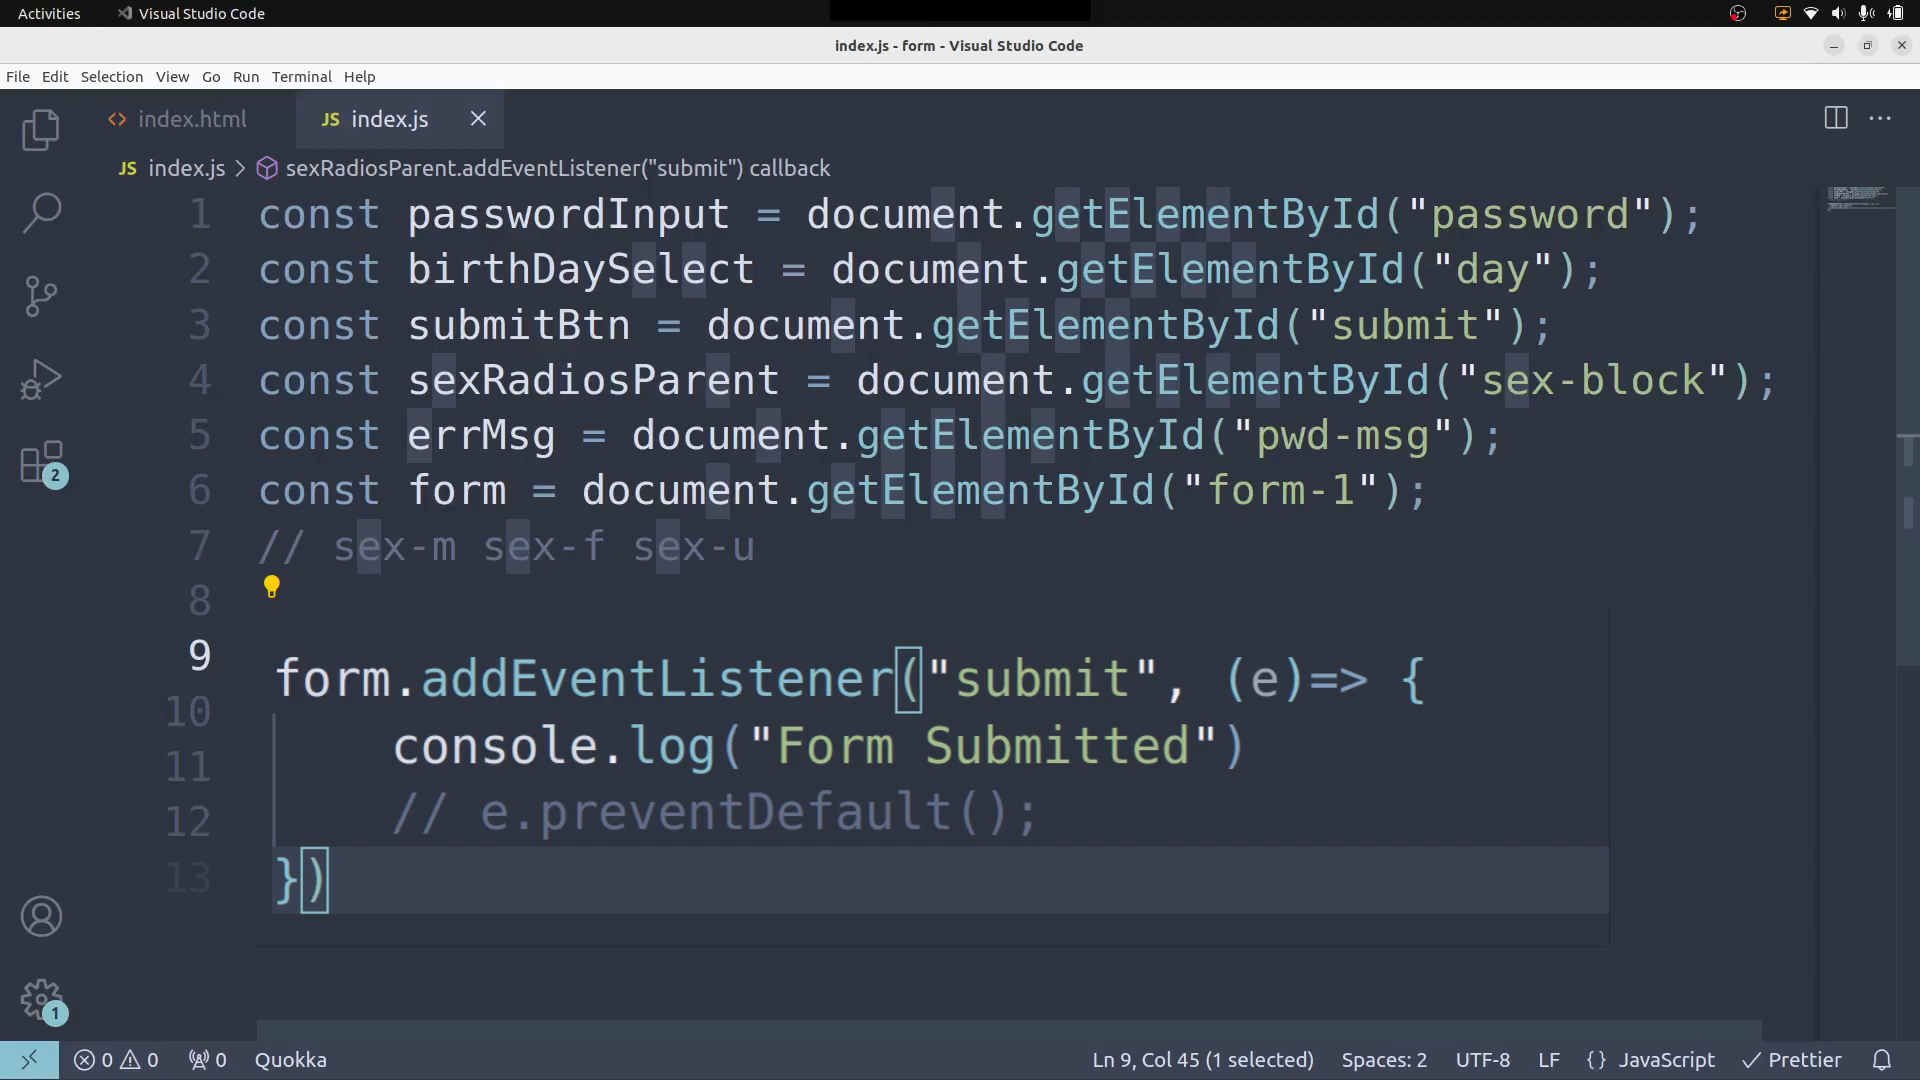 Activities Visual Studio Code
index.js - form - Visual Studio Code
File Edit Selection View Go Run Terminal Help
<> index.html JS index.js
JS index.js > sexRadiosParent.addEventListener("submit") callback
1 const passwordInput = document.getElementById("password");
2 const birthDaySelect = document.getElementById("day");
3 const submitBtn = document.getElementById("submit");
4 const sexRadiosParent = document.getElementById("sex-block");
5 const errMsg = document.getElementById("pwd-msg");
6 const form = document.getElementById("form-1");
7 // sex-m sex-f sex-u
8
9 form.addEventListener("submit", (e)=> {
10 console.log("Form Submitted")
11
12 // e.preventDefault();
13 })
2
1
0 0 0 Quokka Ln 9, Col 45 (1 selected) Spaces: 2 UTF-8 LF {} JavaScript Prettier